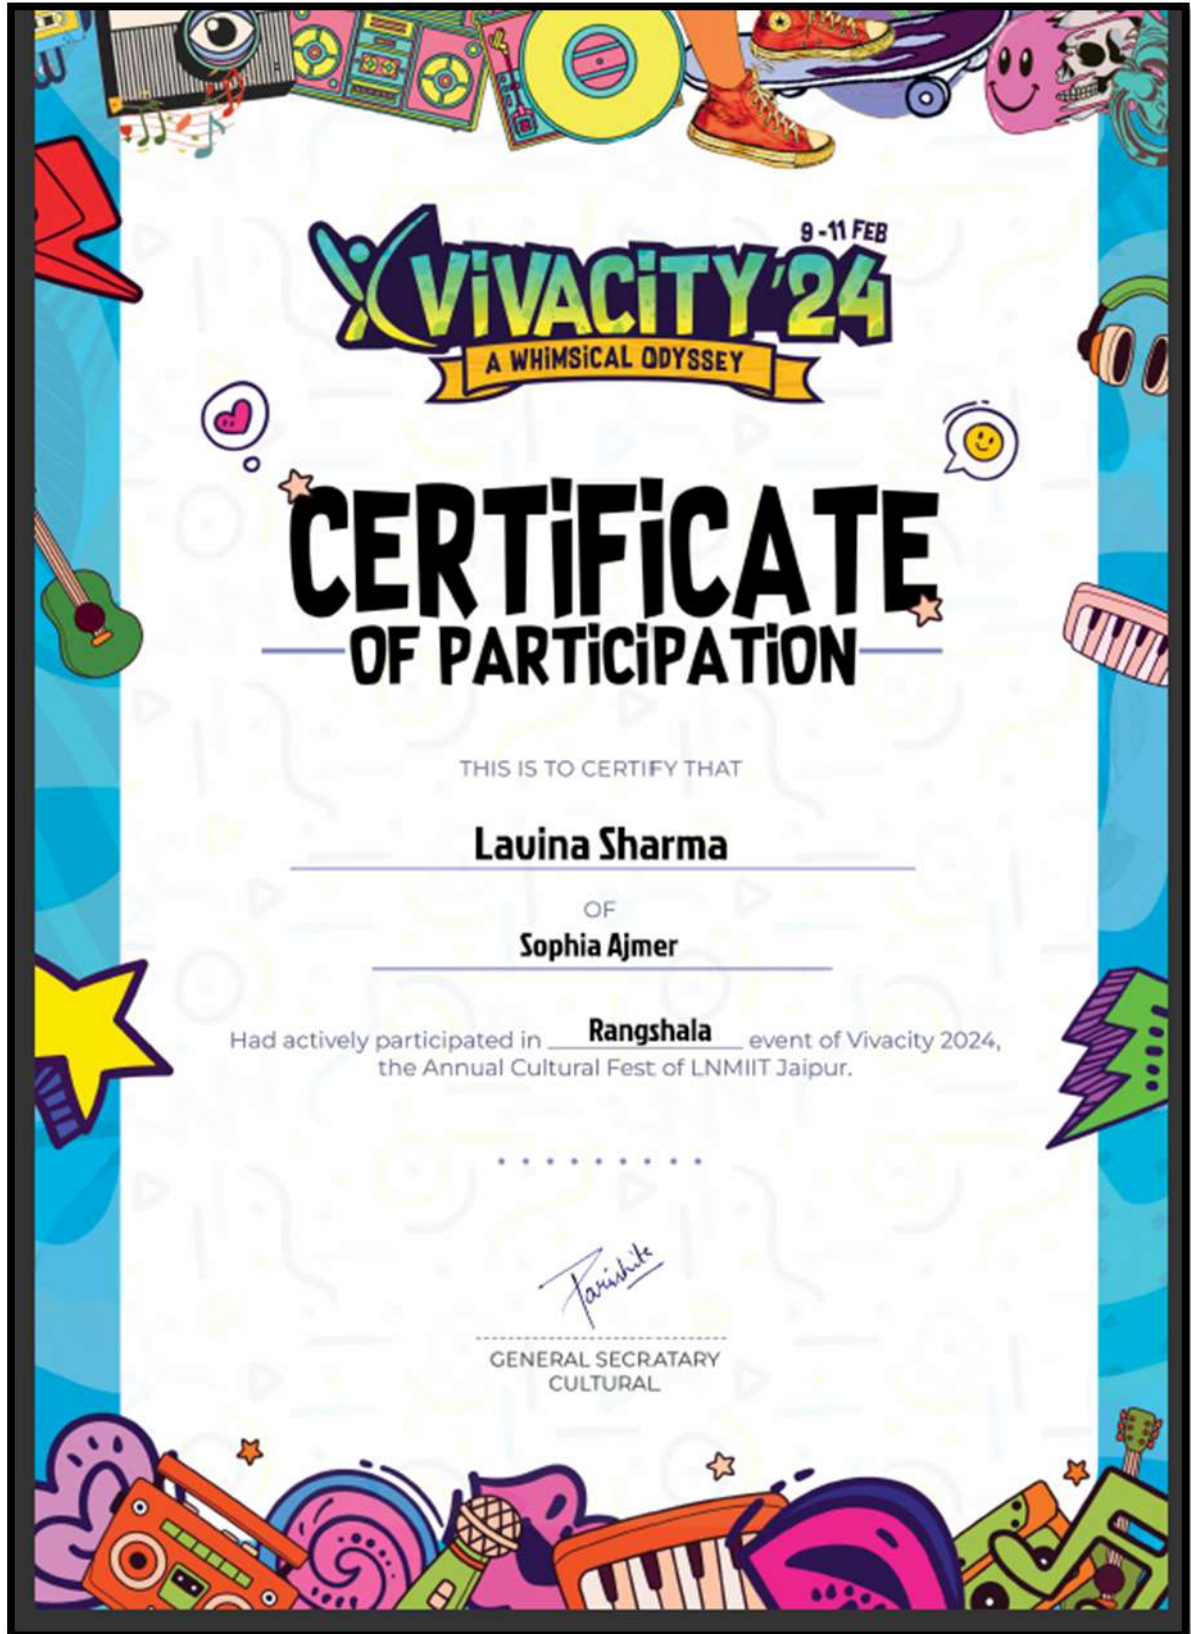 9-11 FEB
ViVACiTY'24
A WHiMSiCAL ODYSSEY
CERTiFiCATE
OF PARTiCiPATiON
THIS IS TO CERTIFY THAT
Lavina Sharma
OF
Sophia Ajmer
Had actively participated in Rangshala event of Vivacity 2024,
the Annual Cultural Fest of LNMIIT Jaipur.
Parishita
GENERAL SECRATARY
CULTURAL